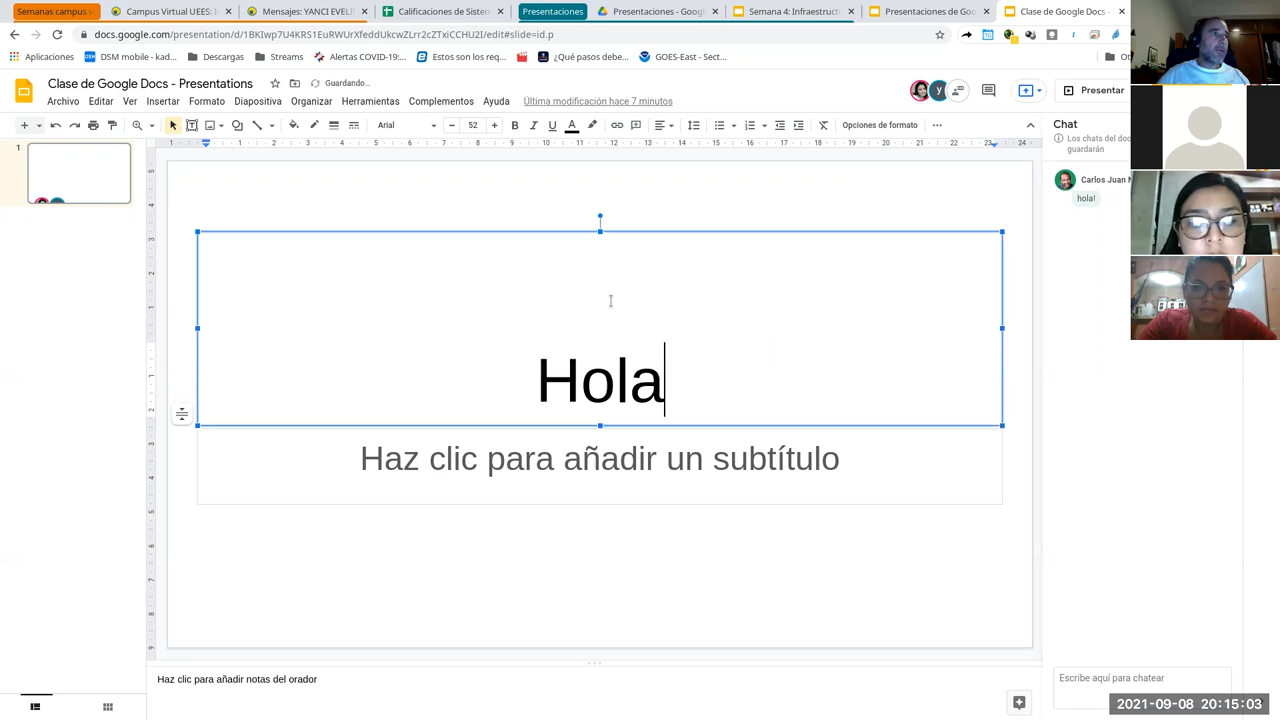 Semanas campus
Campus Virtual UEES: I
Mensajes: YANCI EVELI
Calificaciones de
Presentaciones
Presentaciones - Googl
Semana 4: Infraestructu
Presentaciones de Goo
Clase de Google Docs -
docs.google.com/presentation/d/1BKIwp7U4KRS1EuRWUrXfeddUkcwZLrr2cZTxiCCHU2I/edit#slide=id.p
Aplicaciones
DSM mobile - kad...
Descargas
Streams
Alertas COVID-19:...
Estos son los req...
¿Qué pasos debe...
GOES-East - Sect...
Clase de Google Docs - Presentations
Guardando...
Archivo Editar Ver Insertar Formato Diapositiva Organizar Herramientas Complementos Ayuda
Última modificación hace 7 minutos
Presentar
Arial
52
Opciones de formato
1
Hola
Haz clic para añadir un subtítulo
Haz clic para añadir notas del orador
Chat
Los chats del doc
guardarán
Carlos Juan M
hola!
Escribe aquí para chatear
2021-09-08 20:15:03